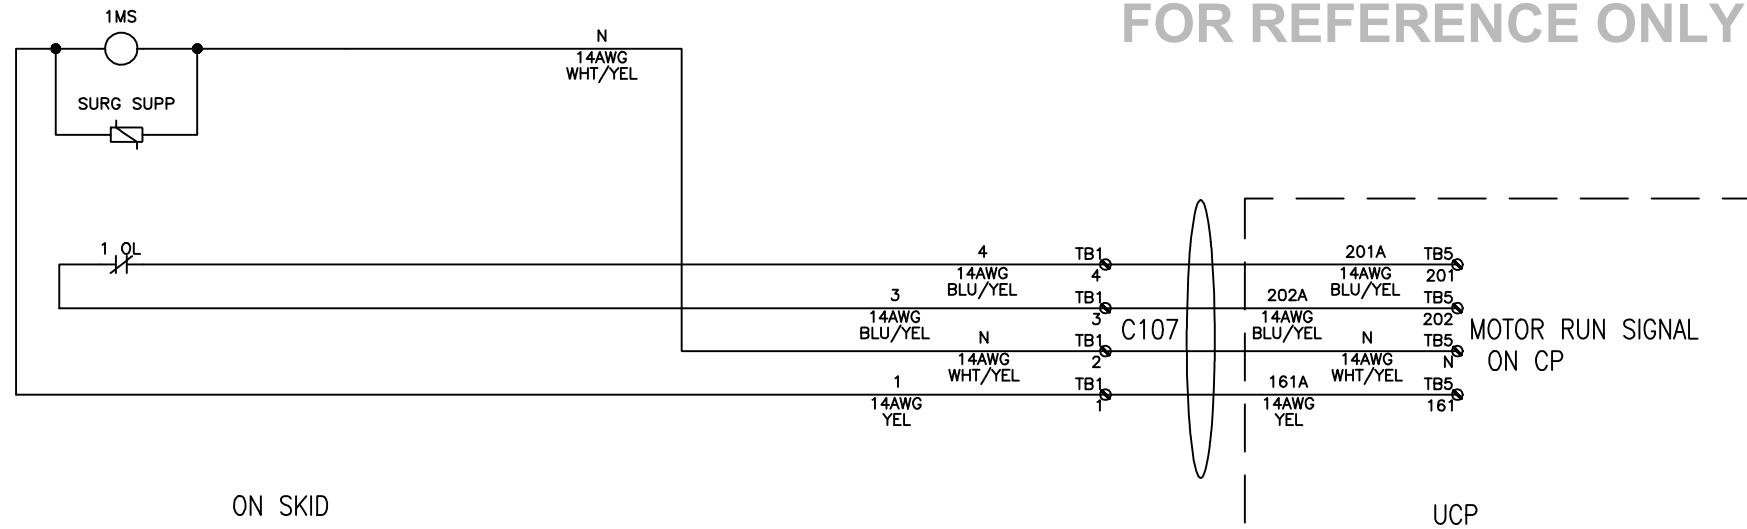 FOR REFERENCE ONLY
1MS
N
14AWG
WHT/YEL
SURG SUPP
1 OL
4
14AWG
BLU/YEL
TB1
4
201A
14AWG
BLU/YEL
TB5
201
3
14AWG
BLU/YEL
TB1
3
202A
14AWG
BLU/YEL
TB5
202
C107
MOTOR RUN SIGNAL
ON CP
N
14AWG
WHT/YEL
TB1
2
N
14AWG
WHT/YEL
TB5
N
1
14AWG
YEL
TB1
1
161A
14AWG
YEL
TB5
161
ON SKID
UCP